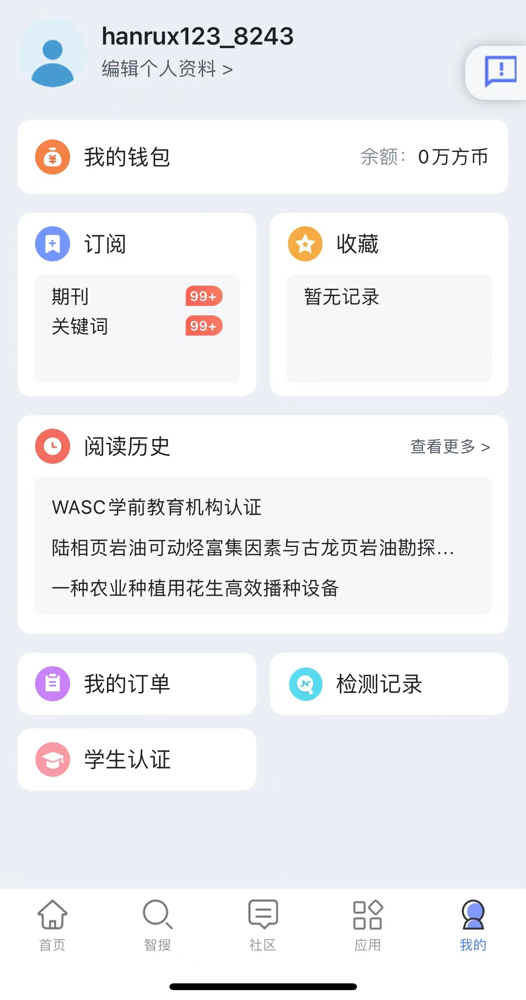 hanrux123_8243
编辑个人资料 >
我的钱包
余额： 0万方币
订阅
期刊 99+
关键词 99+
收藏
暂无记录
阅读历史
查看更多 >
WASC学前教育机构认证
陆相页岩油可动烃富集因素与古龙页岩油勘探...
一种农业种植用花生高效播种设备
我的订单
检测记录
学生认证
首页
智搜
社区
应用
我的